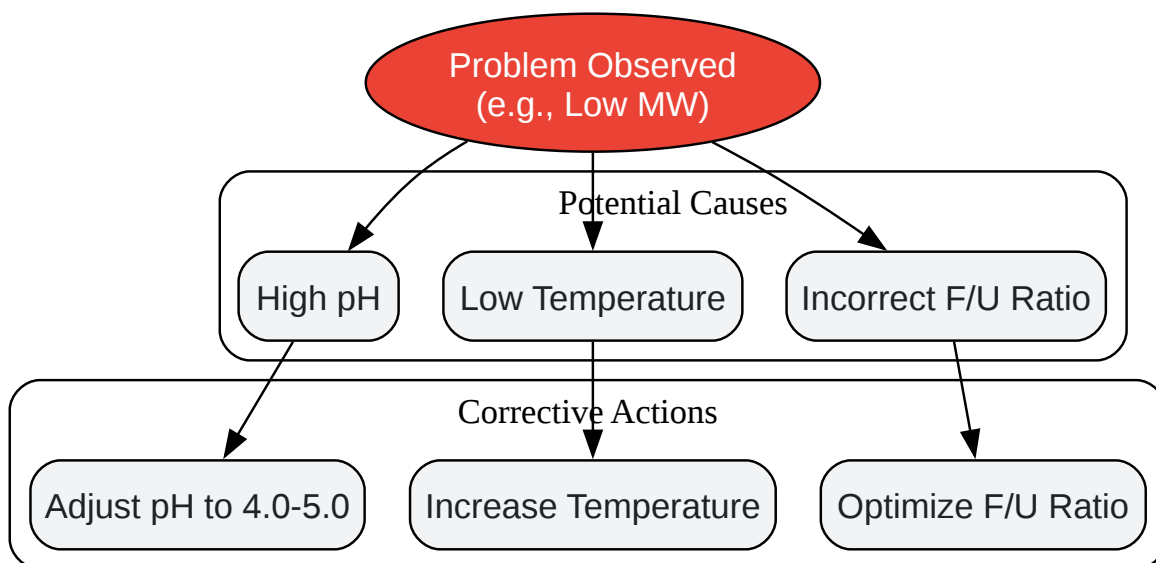 Problem Observed
(e.g., Low MW)
Potential Causes
High pH
Low Temperature
Incorrect F/U Ratio
Corrective Actions
Adjust pH to 4.0-5.0
Increase Temperature
Optimize F/U Ratio